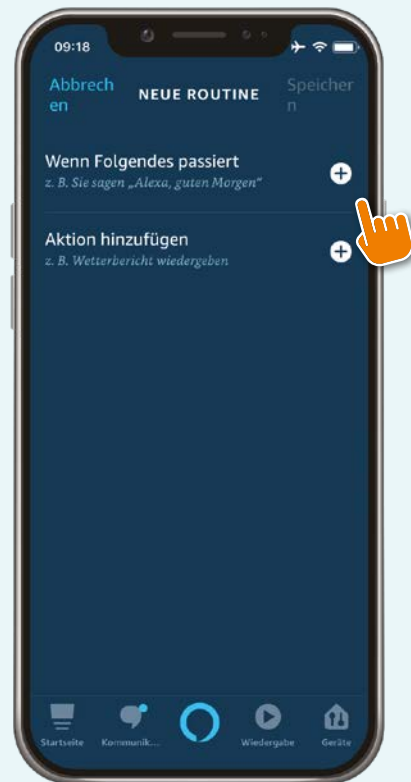 09:18
Abbrech
en
NEUE ROUTINE
Speicher
n
Wenn Folgendes passiert
z. B. Sie sagen „Alexa, guten Morgen“
Aktion hinzufügen
z. B. Wetterbericht wiedergeben
Startseite
Kommunik...
Wiedergabe
Geräte